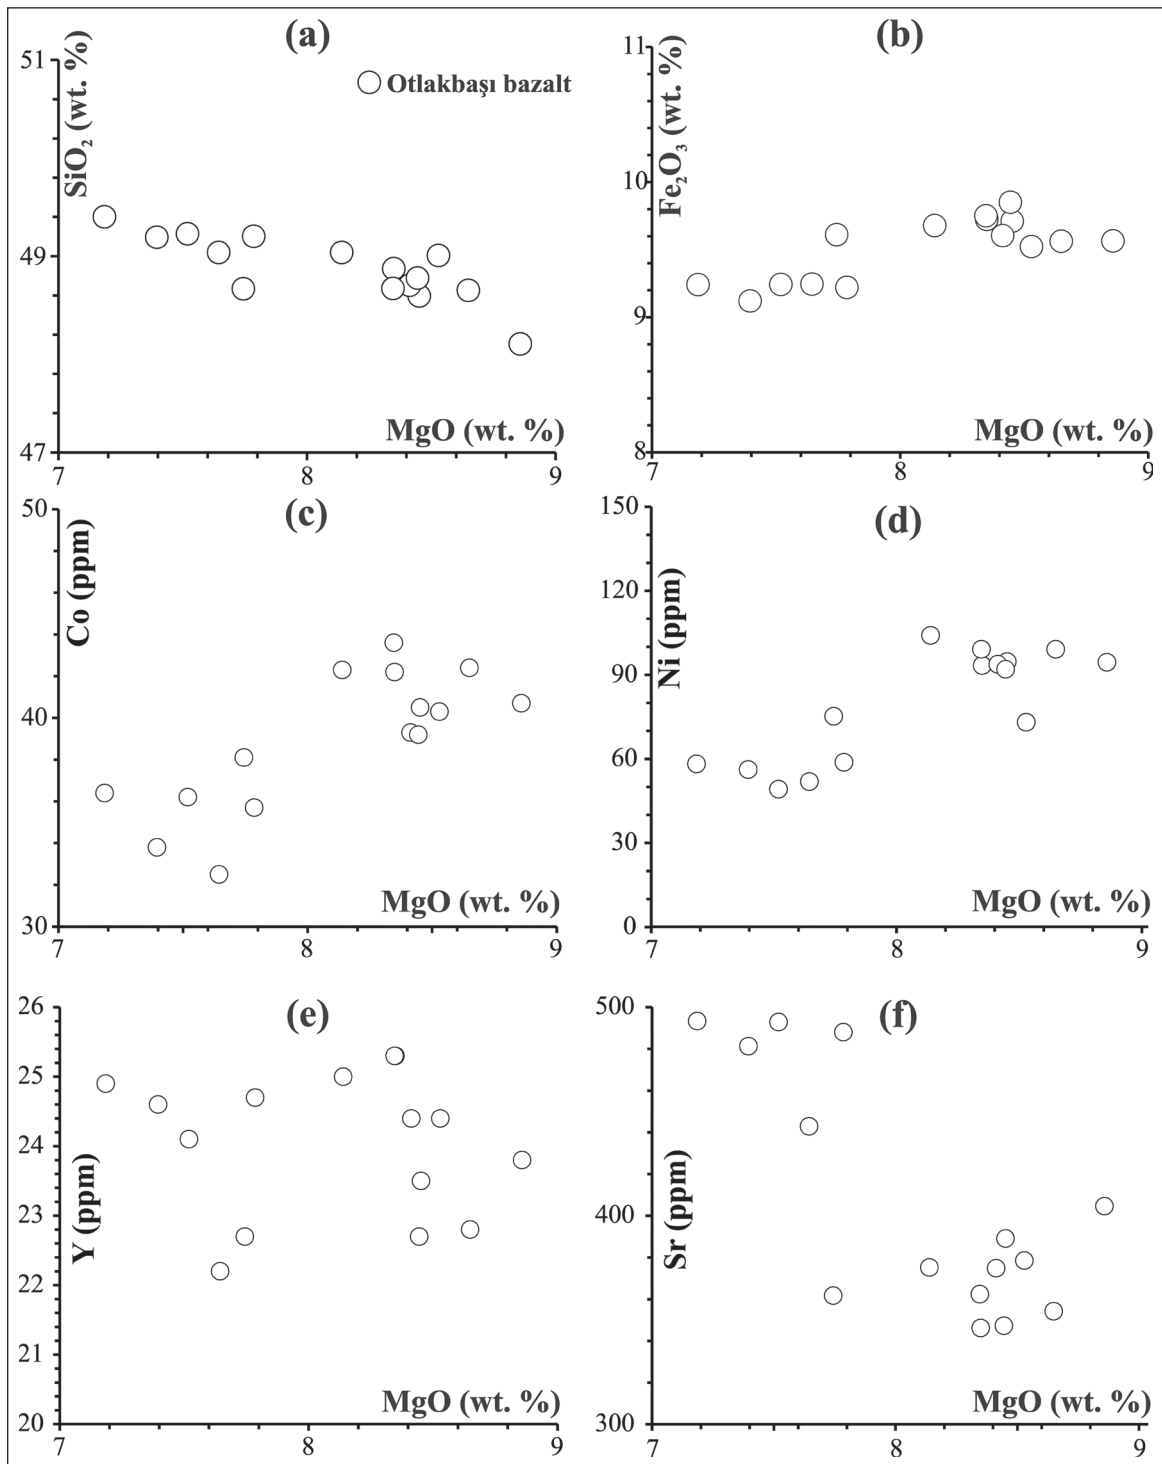 (a)
51
SiO₂ (wt. %)
Otlakbaşı bazalt
49
47
MgO (wt. %)
7 8 9
(b)
11
Fe₂O₃ (wt. %)
10
9
8
MgO (wt. %)
7 8 9
(c)
50
Co (ppm)
40
30
MgO (wt. %)
7 8 9
(d)
150
120
Ni (ppm)
90
60
30
0
MgO (wt. %)
7 8 9
(e)
26
25
24
Y (ppm)
23
22
21
20
MgO (wt. %)
7 8 9
(f)
500
Sr (ppm)
400
300
MgO (wt. %)
7 8 9